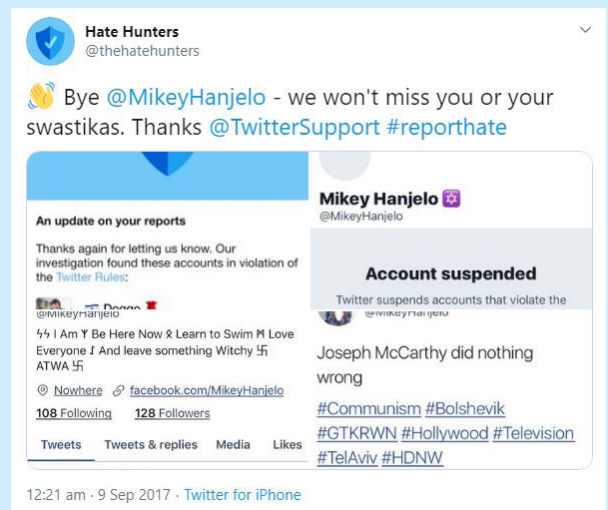 Hate Hunters
@thehatehunters
👋 Bye @MikeyHanjelo - we won't miss you or your
swastikas. Thanks @TwitterSupport #reporthate
An update on your reports
Thanks again for letting us know. Our
investigation found these accounts in violation of
the Twitter Rules:
Doggo
@MikeyHanjelo
ϟϟ I Am ᛉ Be Here Now ᛟ Learn to Swim ᛗ Love
Everyone ᛇ And leave something Witchy 卐
ATWA 卐
Nowhere facebook.com/MikeyHanjelo
108 Following 128 Followers
Tweets Tweets & replies Media Likes
Mikey Hanjelo 🔯
@MikeyHanjelo
Account suspended
Twitter suspends accounts that violate the
@MikeyHanjelo
Joseph McCarthy did nothing
wrong
#Communism #Bolshevik
#GTKRWN #Hollywood #Television
#TelAviv #HDNW
12:21 am · 9 Sep 2017 · Twitter for iPhone